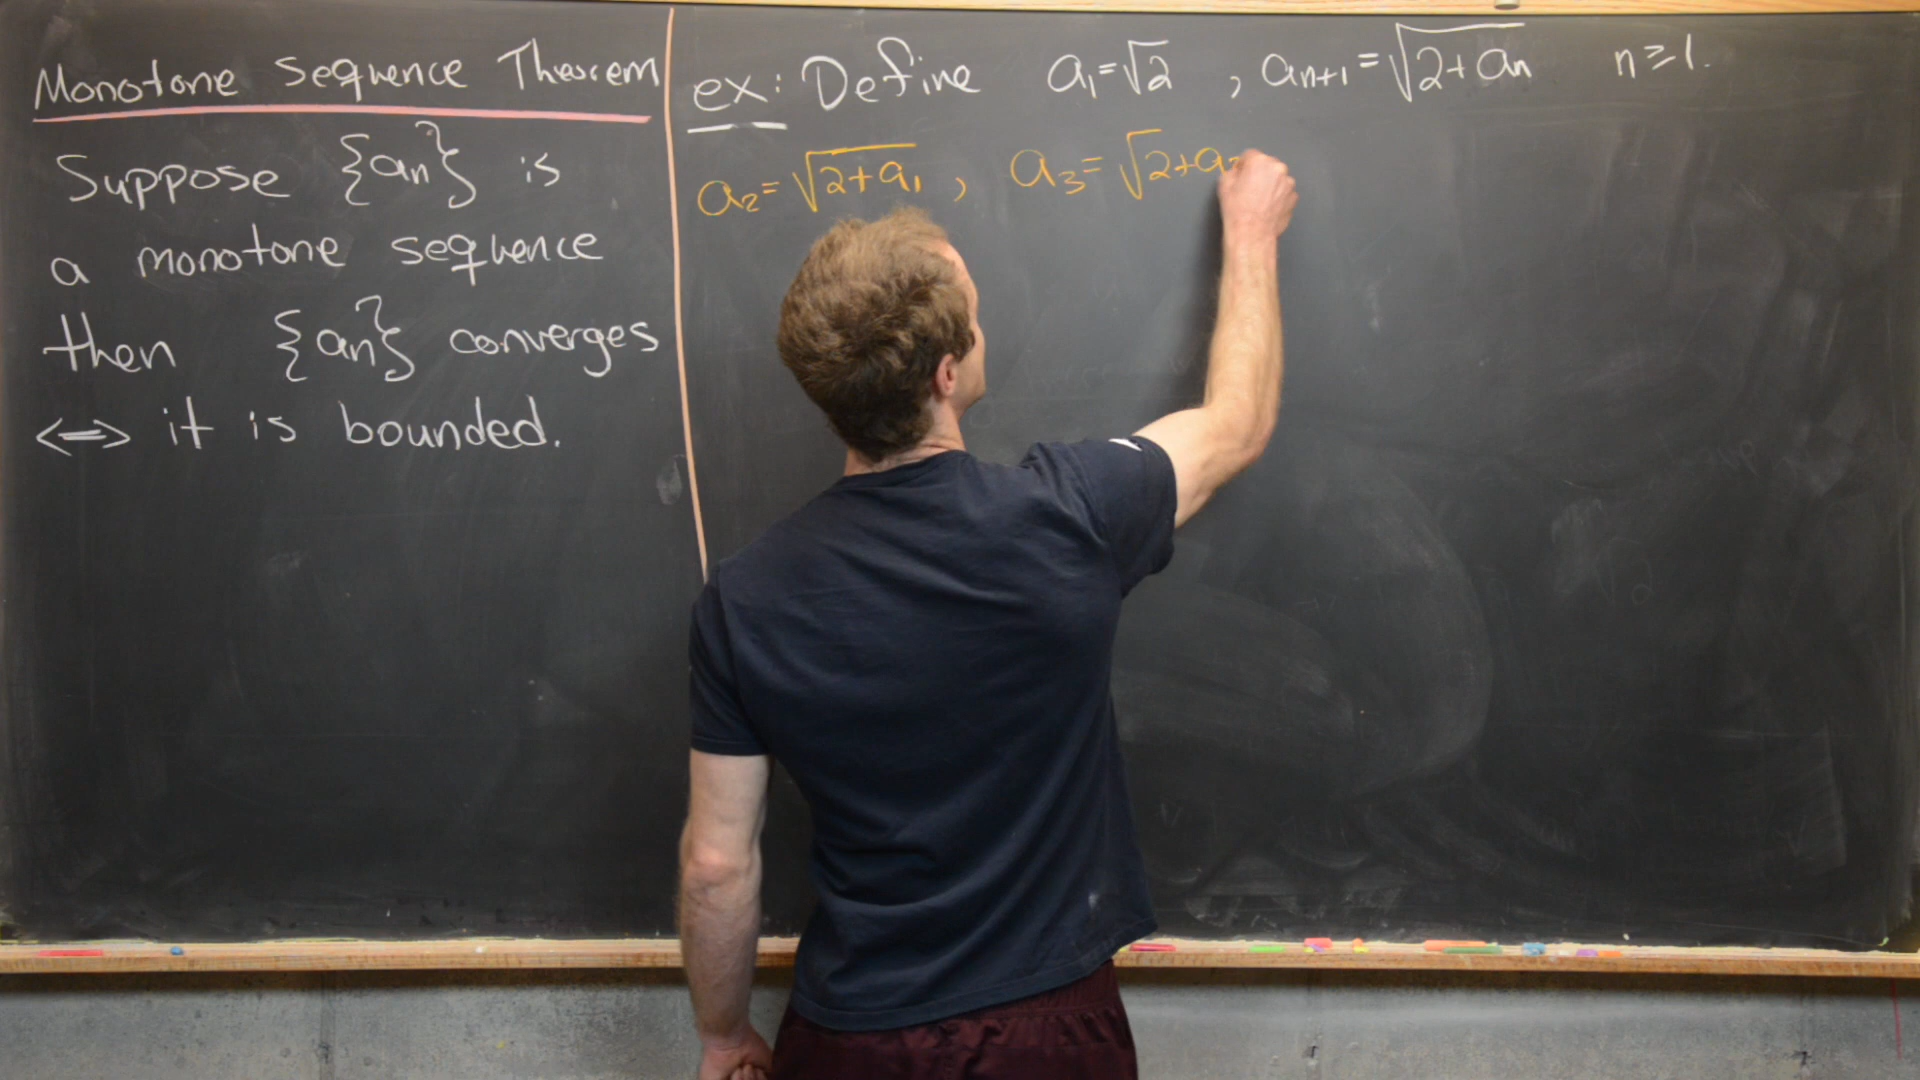 Monotone Sequence Theorem
Suppose {an} is
a monotone sequence
then {an} converges
<=> it is bounded.
ex: Define a₁=√2 , aₙ₊₁=√(2+aₙ) n≥1.
a₂=√(2+a₁) , a₃=√(2+a